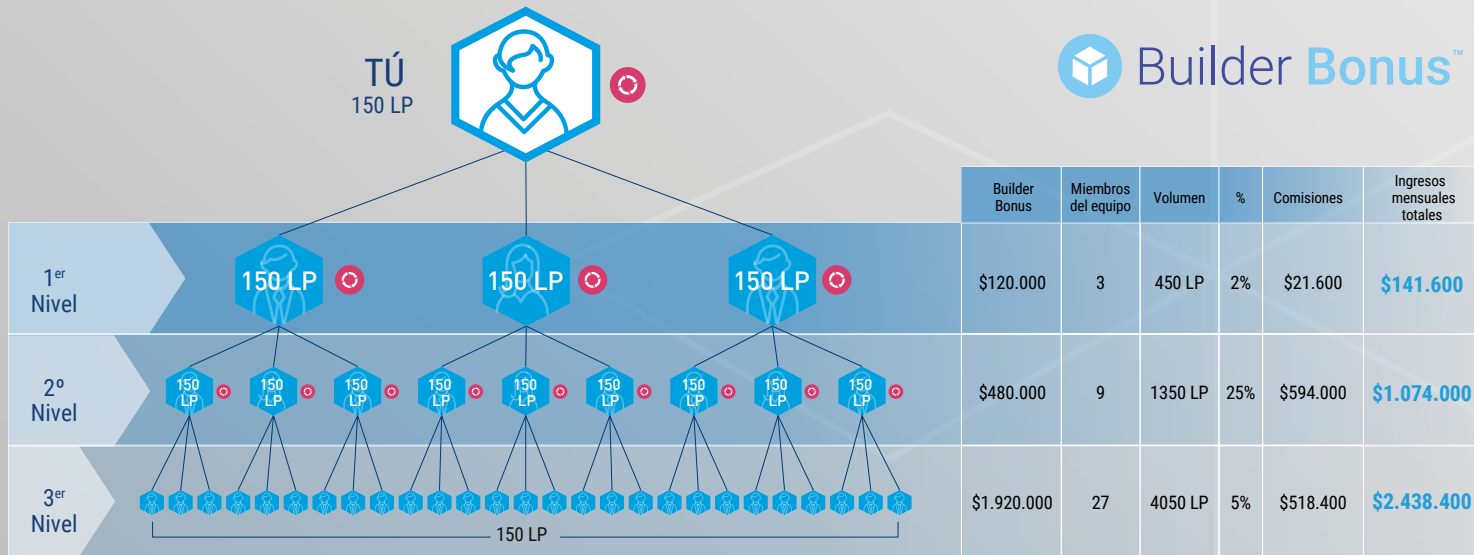 TÚ
150 LP
Builder Bonus™
Builder
Bonus
Miembros
del equipo
Volumen
%
Comisiones
Ingresos
mensuales
totales
1er
Nivel
150 LP
150 LP
150 LP
$120.000
3
450 LP
2%
$21.600
$141.600
2º
Nivel
150
LP
150
LP
150
LP
150
LP
150
LP
150
LP
150
LP
150
LP
150
LP
$480.000
9
1350 LP
25%
$594.000
$1.074.000
3er
Nivel
150 LP
$1.920.000
27
4050 LP
5%
$518.400
$2.438.400